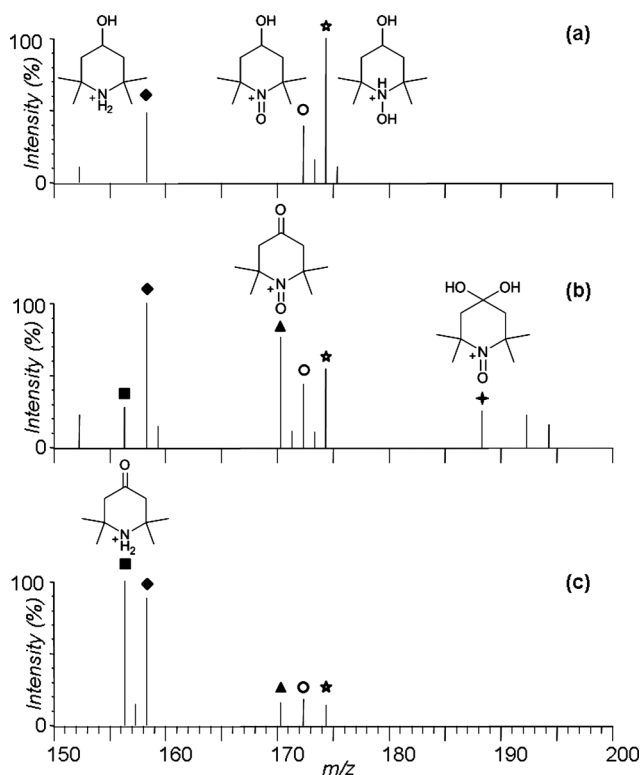 OH OH OH
(a)
Intensity (%)
N
+
H2
N
+
O
H
N
+
OH
0
O
N
+
O
HO OH
N
+
O
100
(b)
Intensity (%)
0
O
N
+
H2
100
(c)
Intensity (%)
0
150 160 170 180 190 200
m/z